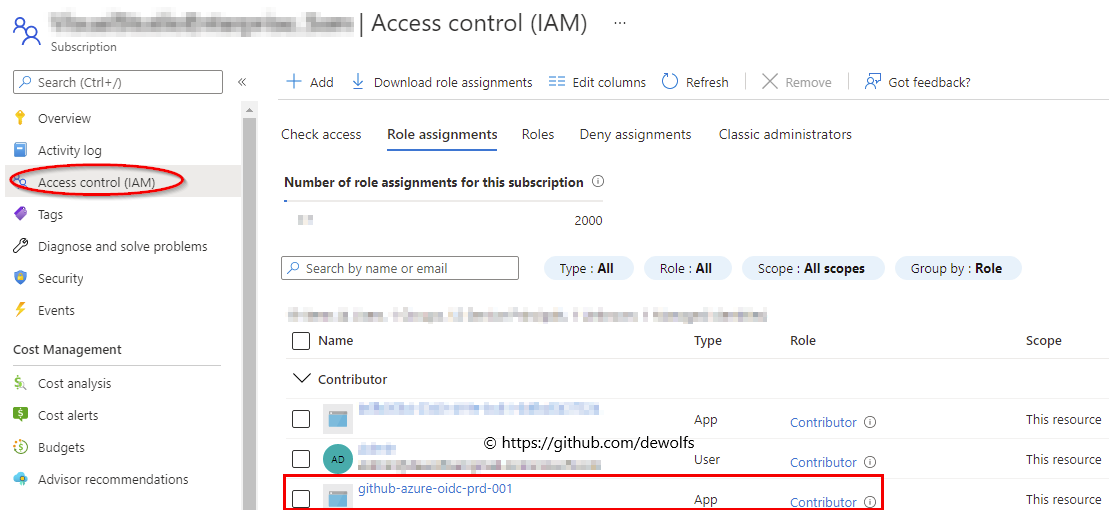 | Access control (IAM) ...
Subscription
Search (Ctrl+/) «
Add Download role assignments Edit columns Refresh Remove Got feedback?
Overview
Activity log
Access control (IAM)
Tags
Diagnose and solve problems
Security
Events
Cost Management
Cost analysis
Cost alerts
Budgets
Advisor recommendations
Check access Role assignments Roles Deny assignments Classic administrators
Number of role assignments for this subscription
2000
Search by name or email Type : All Role : All Scope : All scopes Group by : Role
Name Type Role Scope
Contributor
App Contributor This resource
© https://github.com/dewolfs
AD User Contributor This resource
github-azure-oidc-prd-001 App Contributor This resource